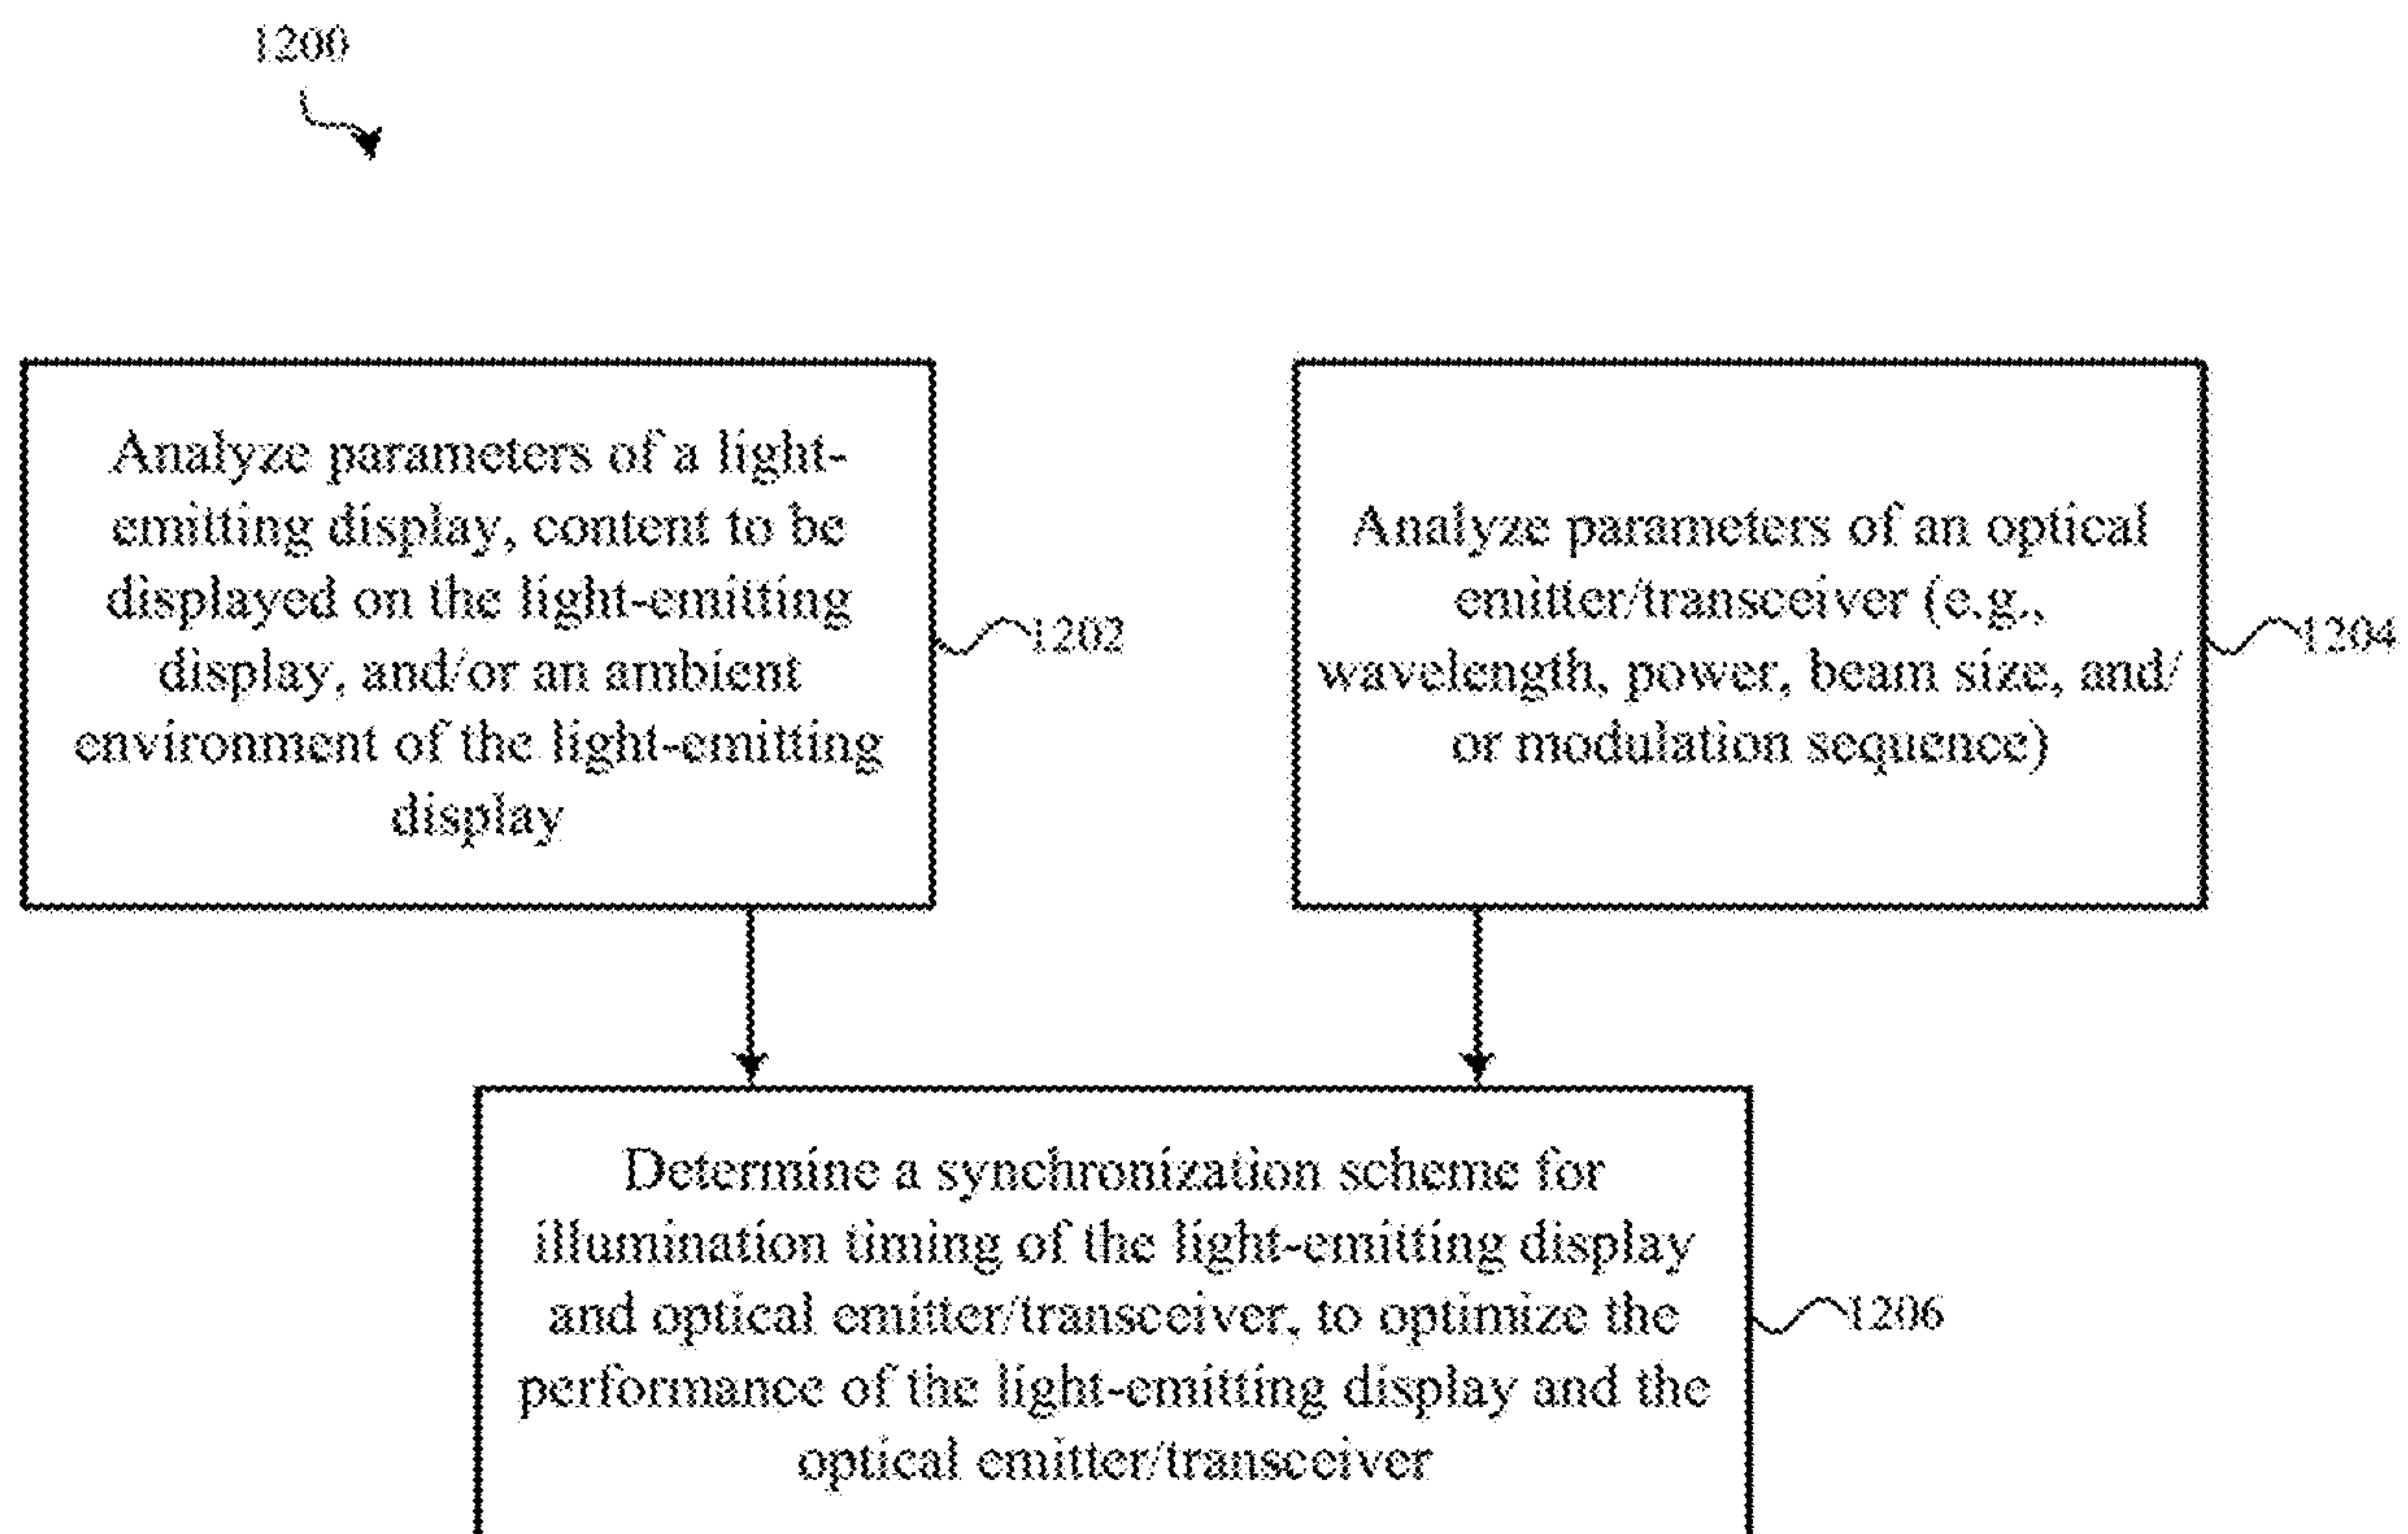 1200
Analyze parameters of a light-
emitting display, content to be
displayed on the light-emitting
display, and/or an ambient
environment of the light-emitting
display
1202
Analyze parameters of an optical
emitter/transceiver (e.g.,
wavelength, power, beam size, and/
or modulation sequence)
1204
Determine a synchronization scheme for
illumination timing of the light-emitting display
and optical emitter/transceiver, to optimize the
performance of the light-emitting display and the
optical emitter/transceiver
1206